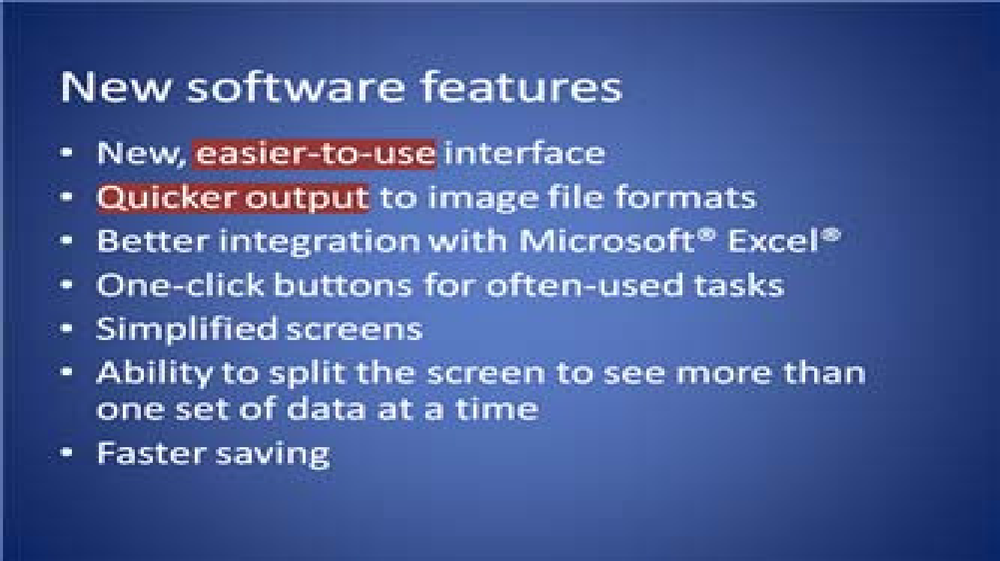 New software features
• New, easier-to-use interface
• Quicker output to image file formats
• Better integration with Microsoft® Excel®
• One-click buttons for often-used tasks
• Simplified screens
• Ability to split the screen to see more than
one set of data at a time
• Faster saving